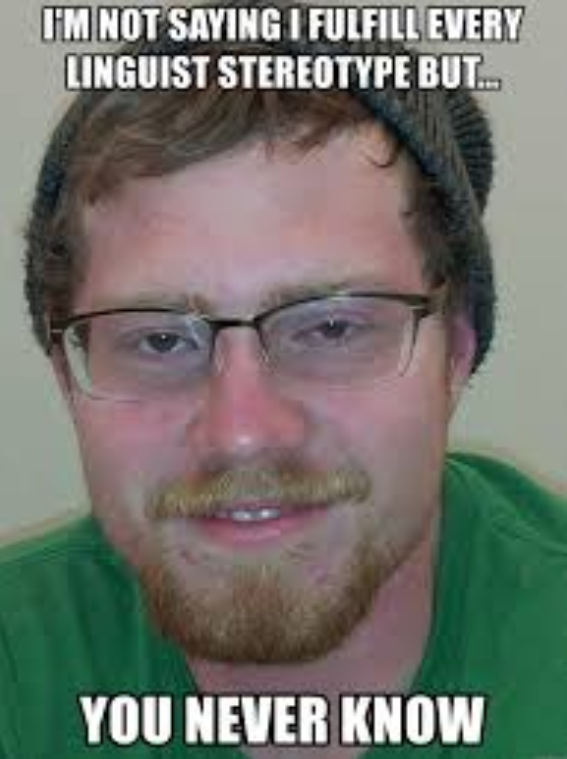 I'M NOT SAYING I FULFILL EVERY
LINGUIST STEREOTYPE BUT...
YOU NEVER KNOW